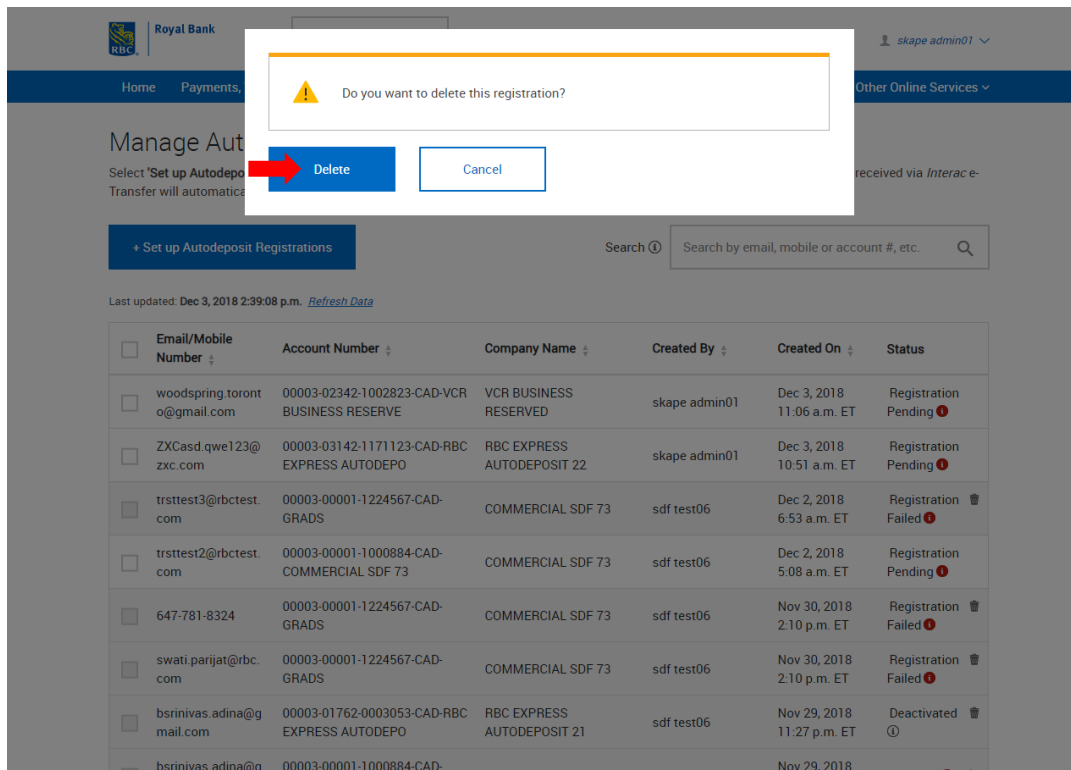 Royal Bank
RBC
skape admin01
Home Payments, Other Online Services
Do you want to delete this registration?
Delete Cancel
Manage Aut
Select 'Set up Autodepo received via Interac e-
Transfer will automatica
+ Set up Autodeposit Registrations
Search Search by email, mobile or account #, etc.
Last updated: Dec 3, 2018 2:39:08 p.m. Refresh Data
Email/Mobile
Number Account Number Company Name Created By Created On Status
woodspring.toront 00003-02342-1002823-CAD-VCR VCR BUSINESS Dec 3, 2018 Registration
o@gmail.com BUSINESS RESERVE RESERVED skape admin01 11:06 a.m. ET Pending
ZXCasd.qwe123@ 00003-03142-1171123-CAD-RBC RBC EXPRESS Dec 3, 2018 Registration
zxc.com EXPRESS AUTODEPO AUTODEPOSIT 22 skape admin01 10:51 a.m. ET Pending
trsttest3@rbctest. 00003-00001-1224567-CAD- Dec 2, 2018 Registration
com GRADS COMMERCIAL SDF 73 sdf test06 6:53 a.m. ET Failed
trsttest2@rbctest. 00003-00001-1000884-CAD- Dec 2, 2018 Registration
com COMMERCIAL SDF 73 COMMERCIAL SDF 73 sdf test06 5:08 a.m. ET Pending
00003-00001-1224567-CAD- Nov 30, 2018 Registration
647-781-8324 GRADS COMMERCIAL SDF 73 sdf test06 2:10 p.m. ET Failed
swati.parijat@rbc. 00003-00001-1224567-CAD- Nov 30, 2018 Registration
com GRADS COMMERCIAL SDF 73 sdf test06 2:10 p.m. ET Failed
bsrinivas.adina@g 00003-01762-0003053-CAD-RBC RBC EXPRESS Nov 29, 2018 Deactivated
mail.com EXPRESS AUTODEPO AUTODEPOSIT 21 sdf test06 11:27 p.m. ET
bsrinivas.adina@g 00003-00001-1000884-CAD- Nov 29, 2018